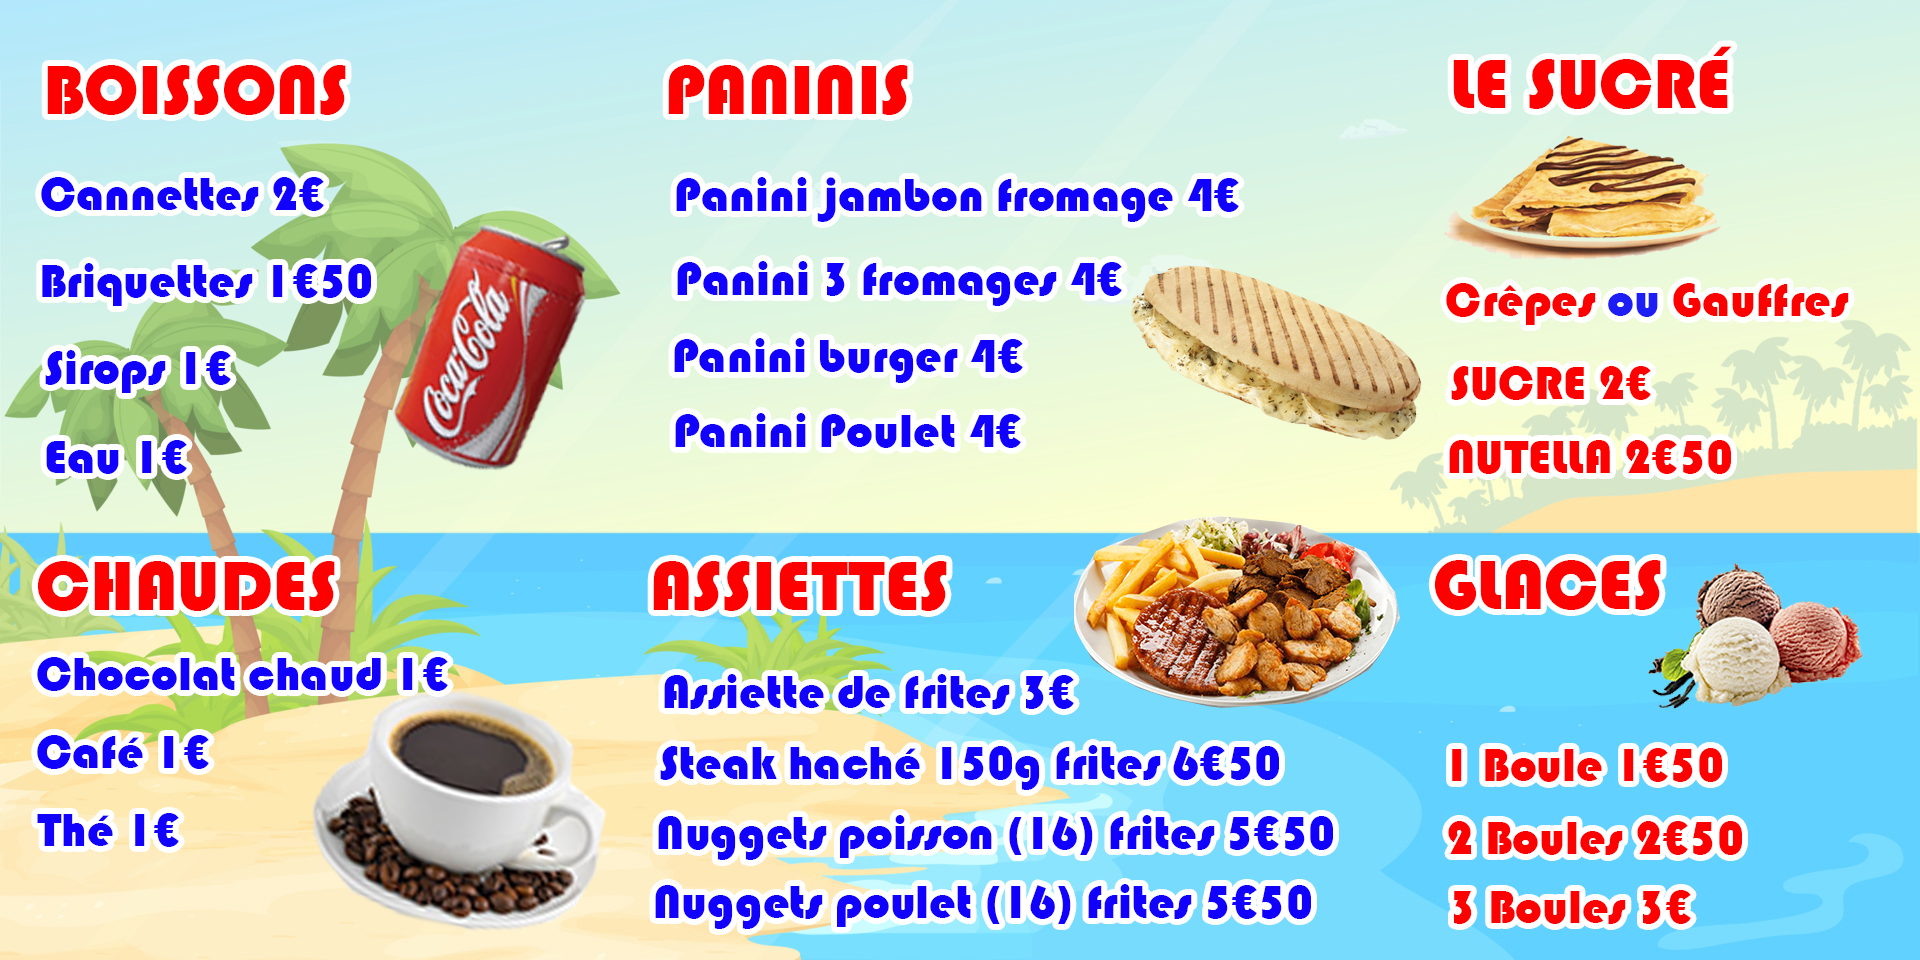 BOISSONS
Cannettes 2€
Briquettes 1€50
Sirops 1€
Eau 1€
Coca-Cola
CHAUDES
Chocolat chaud 1€
Café 1€
Thé 1€
PANINIS
Panini jambon fromage 4€
Panini 3 fromages 4€
Panini burger 4€
Panini Poulet 4€
ASSIETTES
Assiette de frites 3€
Steak haché 150g frites 6€50
Nuggets poisson (16) frites 5€50
Nuggets poulet (16) frites 5€50
LE SUCRÉ
Crêpes ou Gauffres
SUCRE 2€
NUTELLA 2€50
GLACES
1 Boule 1€50
2 Boules 2€50
3 Boules 3€